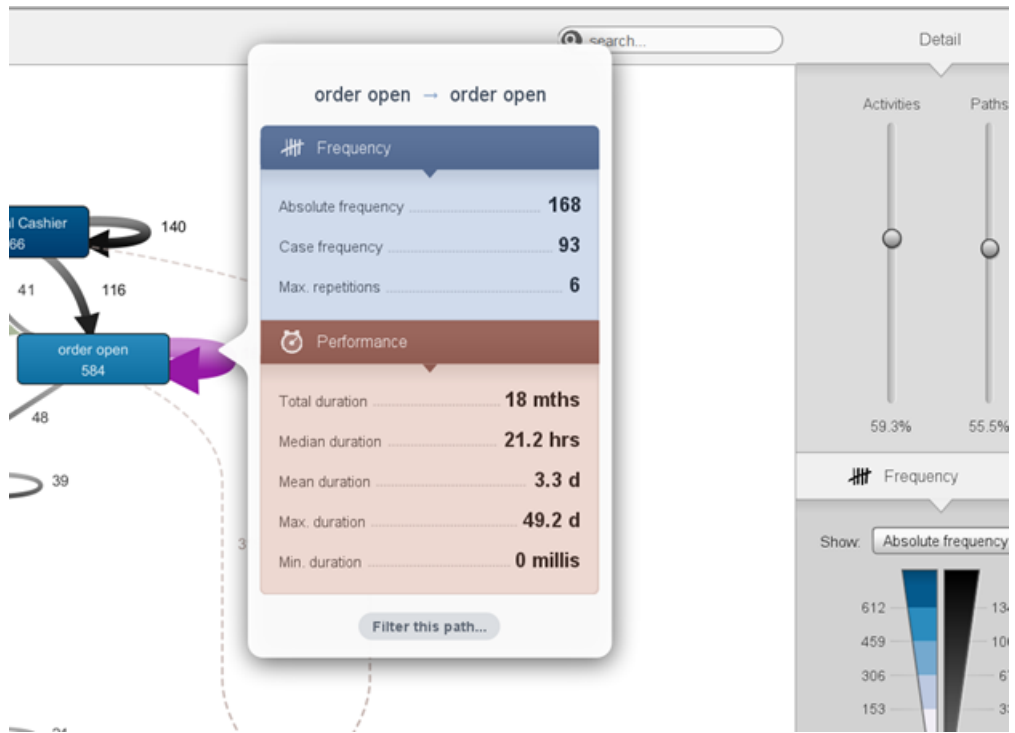 search...
Detail
order open → order open
Activities
Paths
Frequency
Absolute frequency 168
Case frequency 93
Max. repetitions 6
Performance
Total duration 18 mths
Median duration 21.2 hrs
Mean duration 3.3 d
Max. duration 49.2 d
Min. duration 0 millis
Filter this path...
Cashier
66
140
41
116
order open
584
48
39
3
59.3%
55.5%
Frequency
Show: Absolute frequency
612
459
306
153